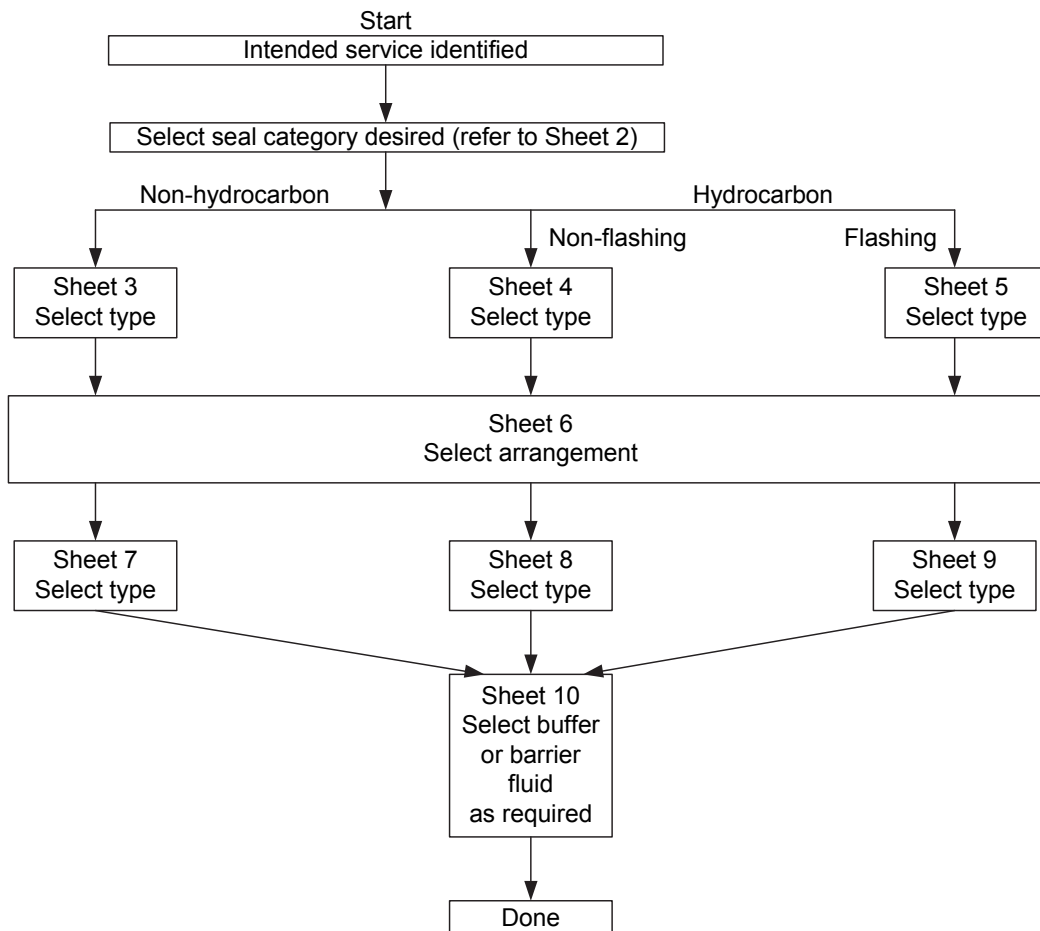 Start
Intended service identified
Select seal category desired (refer to Sheet 2)
Non-hydrocarbon
Hydrocarbon
Non-flashing
Flashing
Sheet 3
Select type
Sheet 4
Select type
Sheet 5
Select type
Sheet 6
Select arrangement
Sheet 7
Select type
Sheet 8
Select type
Sheet 9
Select type
Sheet 10
Select buffer
or barrier
fluid
as required
Done